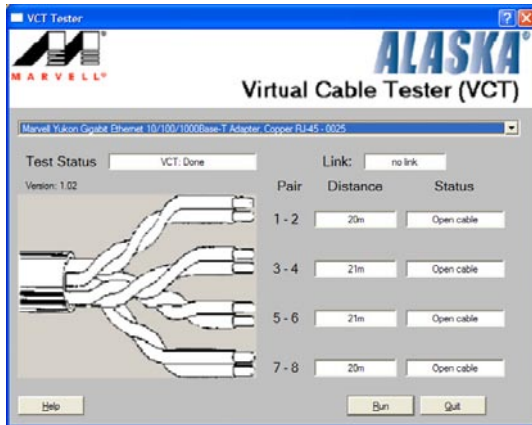 VCT Tester
MARVELL®
ALASKA®
Virtual Cable Tester (VCT)
Marvell Yukon Gigabit Ethernet 10/100/1000Base-T Adapter, Copper RJ-45 - 0025
Test Status VCT: Done Link: no link
Version: 1.02
Pair Distance Status
1 - 2 20m Open cable
3 - 4 21m Open cable
5 - 6 21m Open cable
7 - 8 20m Open cable
Help Run Quit